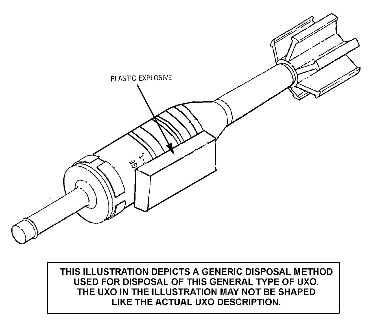 PLASTIC EXPLOSIVE
THIS ILLUSTRATION DEPICTS A GENERIC DISPOSAL METHOD
USED FOR DISPOSAL OF THIS GENERAL TYPE OF UXO.
THE UXO IN THE ILLUSTRATION MAY NOT BE SHAPED
LIKE THE ACTUAL UXO DESCRIPTION.